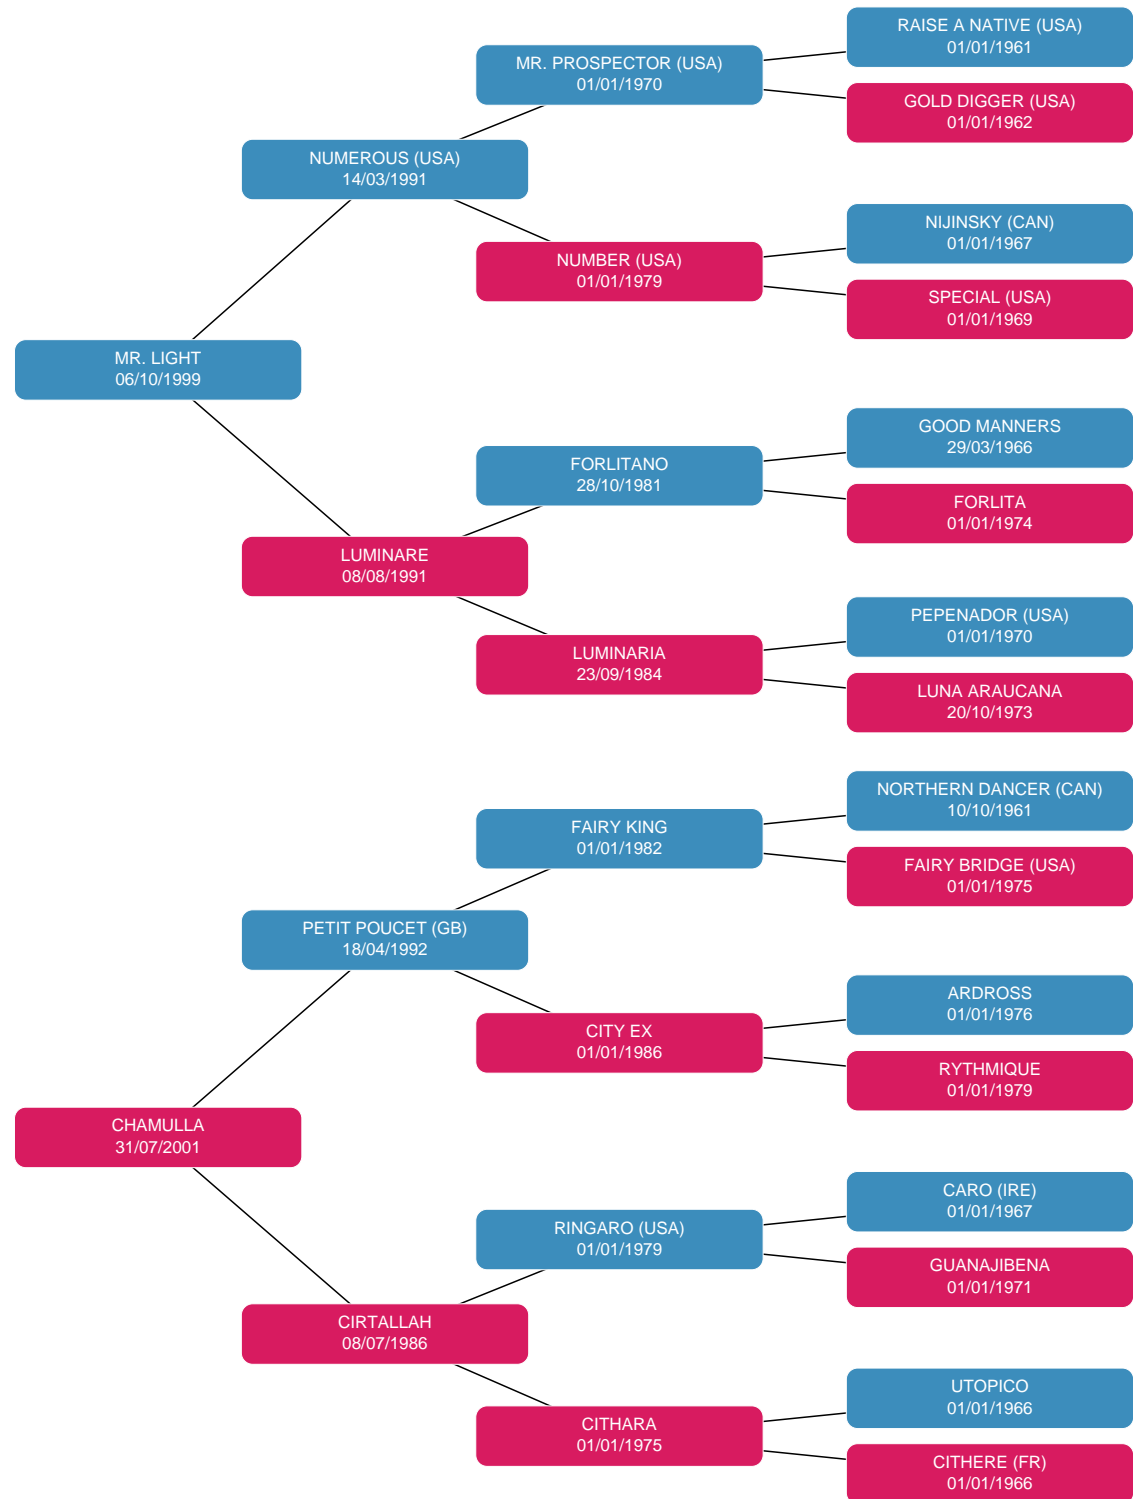 RAISE A NATIVE (USA)
01/01/1961
MR. PROSPECTOR (USA)
01/01/1970
GOLD DIGGER (USA)
01/01/1962
NUMEROUS (USA)
14/03/1991
NIJINSKY (CAN)
01/01/1967
NUMBER (USA)
01/01/1979
SPECIAL (USA)
01/01/1969
MR. LIGHT
06/10/1999
GOOD MANNERS
29/03/1966
FORLITANO
28/10/1981
FORLITA
01/01/1974
LUMINARE
08/08/1991
PEPENADOR (USA)
01/01/1970
LUMINARIA
23/09/1984
LUNA ARAUCANA
20/10/1973
NORTHERN DANCER (CAN)
10/10/1961
FAIRY KING
01/01/1982
FAIRY BRIDGE (USA)
01/01/1975
PETIT POUCET (GB)
18/04/1992
ARDROSS
01/01/1976
CITY EX
01/01/1986
RYTHMIQUE
01/01/1979
CHAMULLA
31/07/2001
CARO (IRE)
01/01/1967
RINGARO (USA)
01/01/1979
GUANAJIBENA
01/01/1971
CIRTALLAH
08/07/1986
UTOPICO
01/01/1966
CITHARA
01/01/1975
CITHERE (FR)
01/01/1966